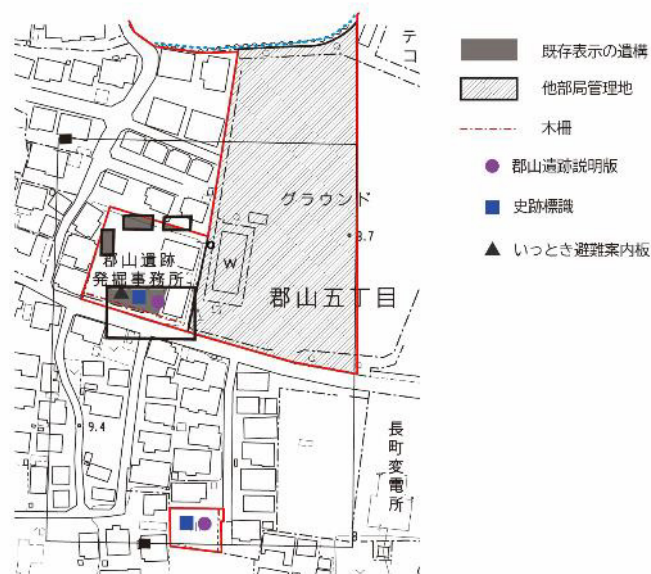 テ
コ
グラウンド
8.7
W
郡山遺跡
発掘事務所
郡山五丁目
9.4
長町変電所
既存表示の遺構
他部局管理地
木柵
郡山遺跡説明版
史跡標識
いっとき避難案内板